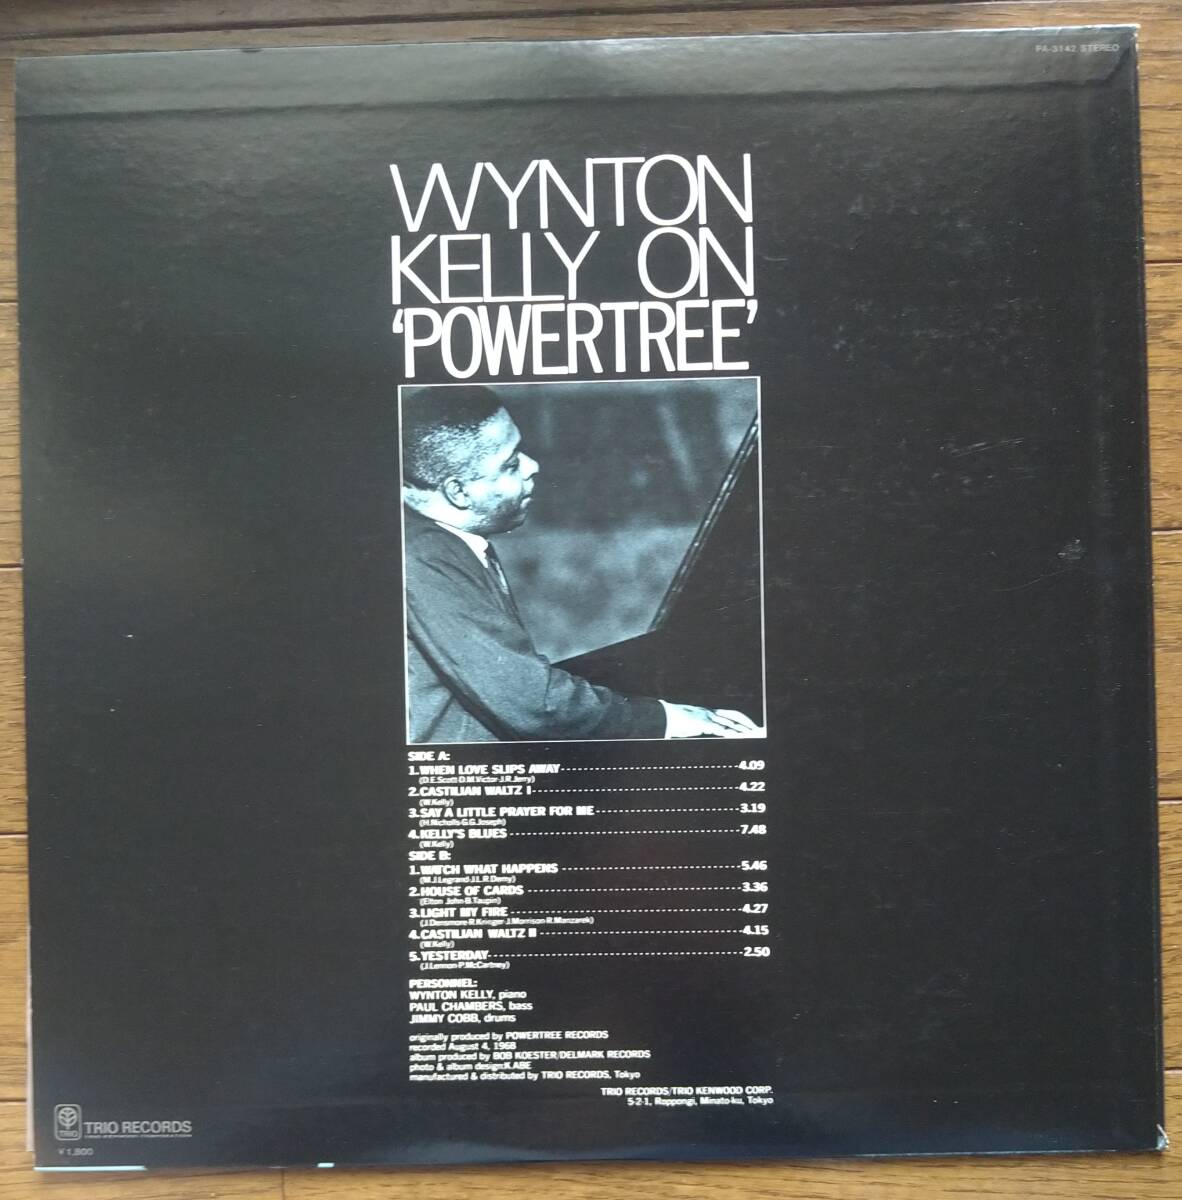 PA-3142 STEREO
WYNTON
KELLY ON
'POWERTREE'
SIDE A:
1. WHEN LOVE SLIPS AWAY 4.09
(D.E.Scott-D.M.Victor-J.R.Jerry)
2. CASTILIAN WALTZ I 4.22
(W.Kelly)
3. SAY A LITTLE PRAYER FOR ME 3.19
(H.Nicholls-G.G.Joseph)
4. KELLY'S BLUES 7.48
(W.Kelly)
SIDE B:
1. WATCH WHAT HAPPENS 5.46
(M.J.Legrand-J.L.R.Demy)
2. HOUSE OF CARDS 3.36
(Elton John-B.Taupin)
3. LIGHT MY FIRE 4.27
(J.Densmore-R.Krieger-J.Morrison-R.Manzarek)
4. CASTILIAN WALTZ II 4.15
(W.Kelly)
5. YESTERDAY 2.50
(J.Lennon-P.McCartney)
PERSONNEL:
WYNTON KELLY, piano
PAUL CHAMBERS, bass
JIMMY COBB, drums
originally produced by POWERTREE RECORDS
recorded August 4, 1968
album produced by BOB KOESTER/DELMARK RECORDS
photo & album design:K.ABE
manufactured & distributed by TRIO RECORDS, Tokyo
TRIO RECORDS/TRIO KENWOOD CORP.
5-2-1, Roppongi, Minato-ku, Tokyo
TRIO
TRIO RECORDS
TRIO KENWOOD CORPORATION
¥1,800